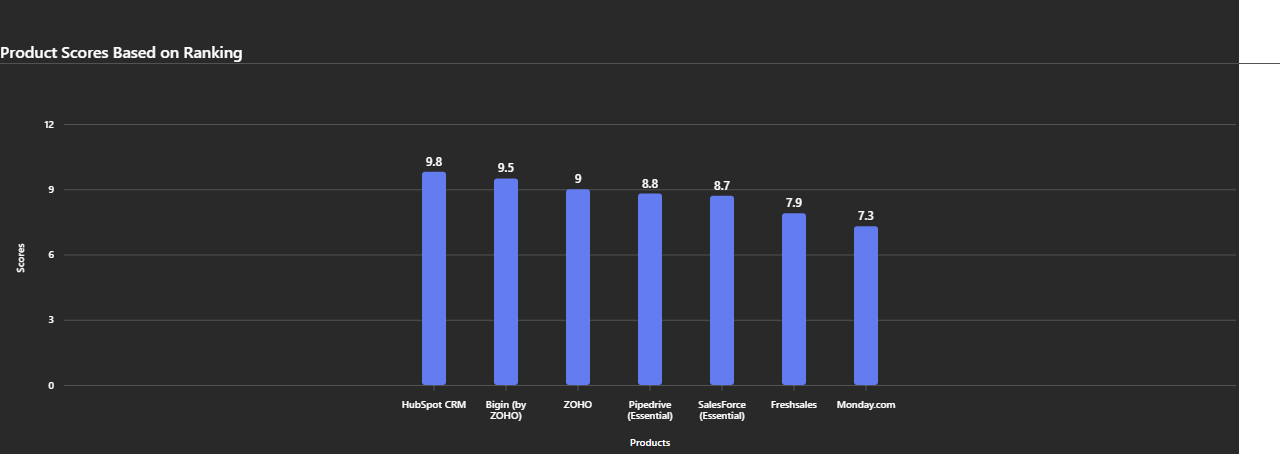 Product Scores Based on Ranking
12
9
6
3
0
Scores
9.8
9.5
9
8.8
8.7
7.9
7.3
HubSpot CRM
Bigin (by
ZOHO)
ZOHO
Pipedrive
(Essential)
SalesForce
(Essential)
Freshsales
Monday.com
Products